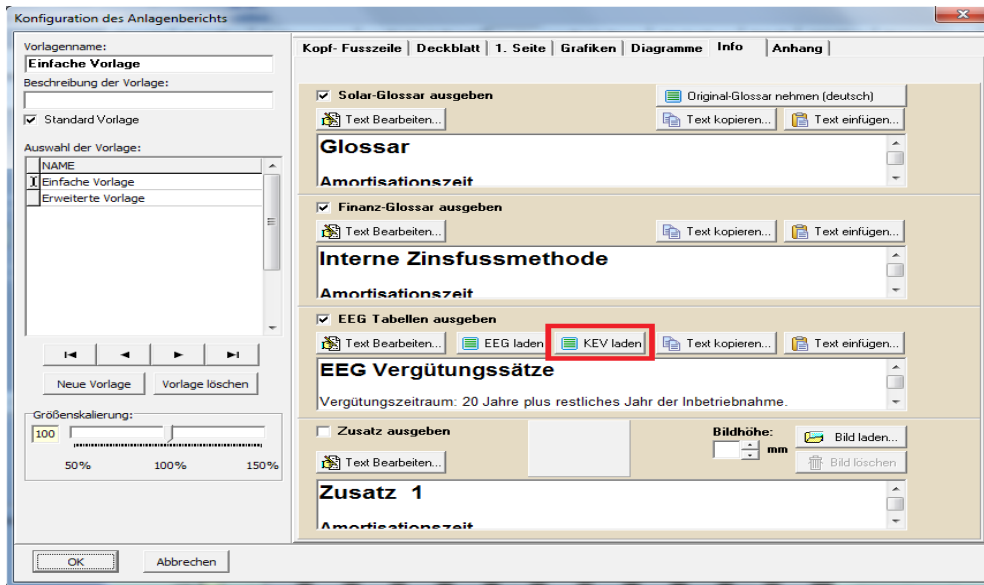 Konfiguration des Anlagenberichts
Vorlagenname:
Einfache Vorlage
Beschreibung der Vorlage:
Standard Vorlage
Auswahl der Vorlage:
NAME
Einfache Vorlage
Erweiterte Vorlage
Neue Vorlage
Vorlage löschen
Größenskalierung:
100
50% 100% 150%
Kopf- Fusszeile Deckblatt 1. Seite Grafiken Diagramme Info Anhang
Solar-Glossar ausgeben
Original-Glossar nehmen (deutsch)
Text Bearbeiten... Text kopieren... Text einfügen...
Glossar
Amortisationszeit
Finanz-Glossar ausgeben
Text Bearbeiten... Text kopieren... Text einfügen...
Interne Zinsfussmethode
Amortisationszeit
EEG Tabellen ausgeben
Text Bearbeiten... EEG laden KEV laden Text kopieren... Text einfügen...
EEG Vergütungssätze
Vergütungszeitraum: 20 Jahre plus restliches Jahr der Inbetriebnahme.
Zusatz ausgeben
Bildhöhe:
mm
Bild laden...
Text Bearbeiten...
Bild löschen
Zusatz 1
Amortisationszeit
OK Abbrechen